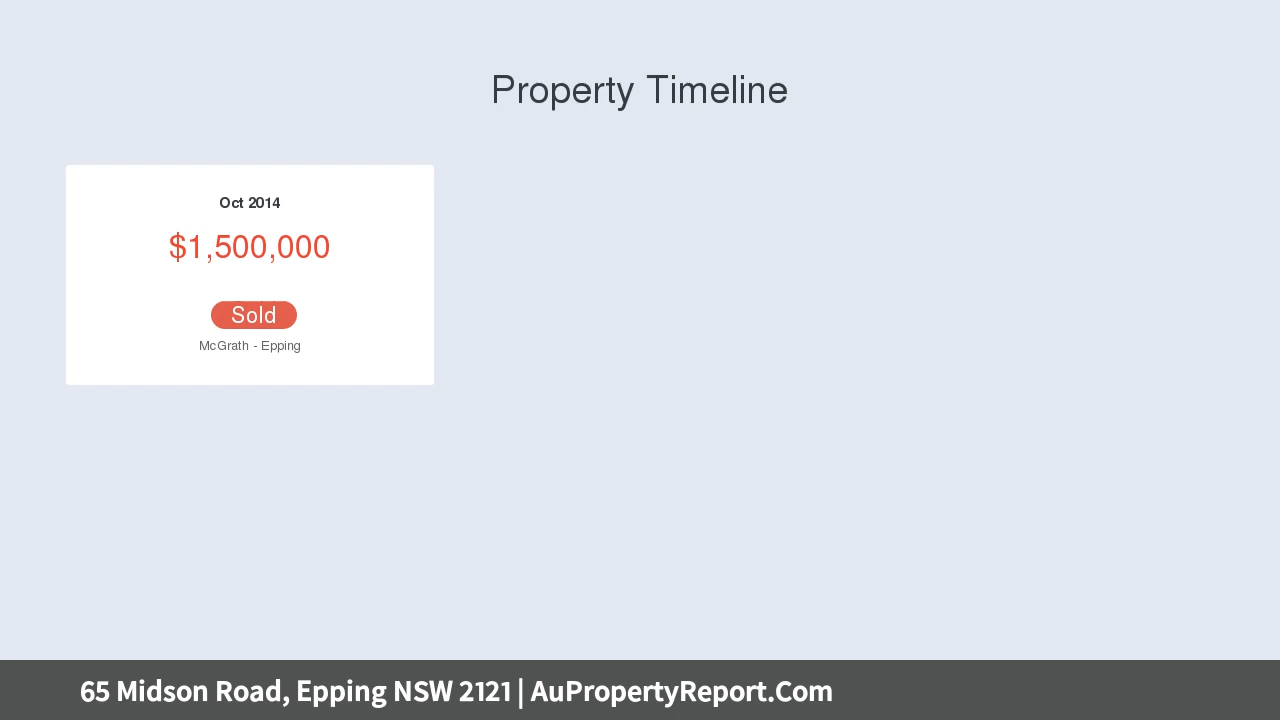 Property Timeline
Oct 2014
$1,500,000
Sold
McGrath - Epping
65 Midson Road, Epping NSW 2121 | AuPropertyReport.Com